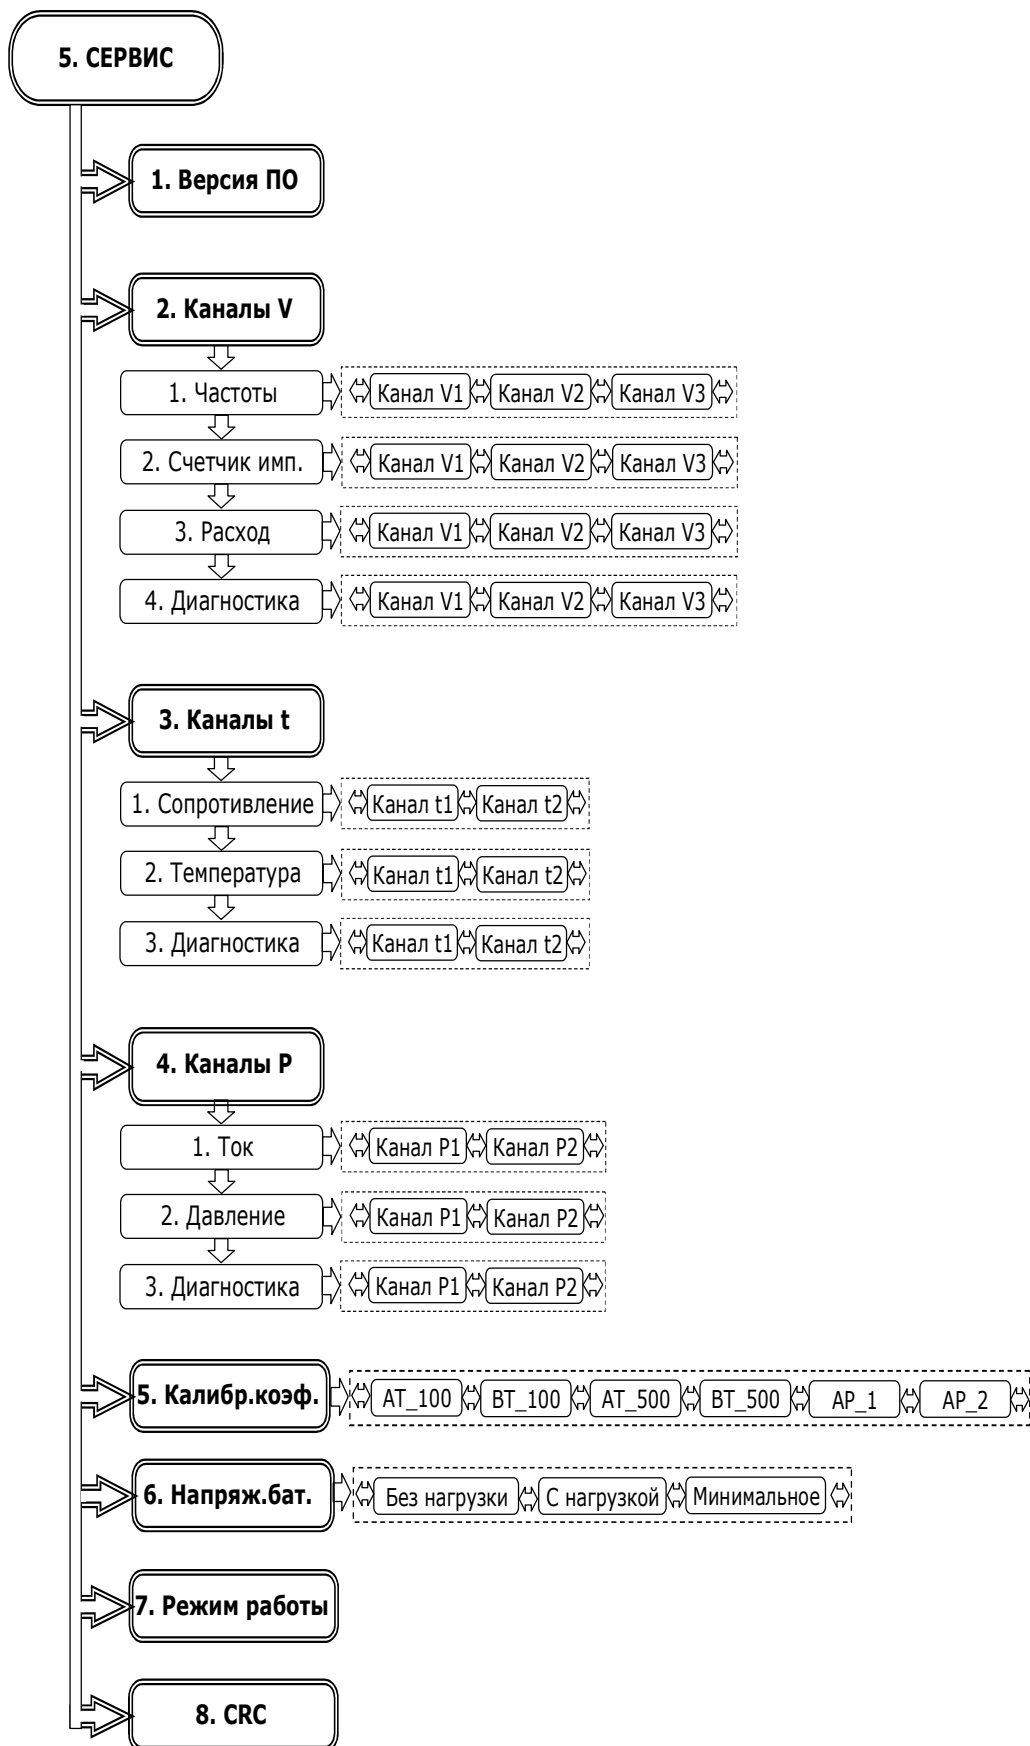 5. СЕРВИС
1. Версия ПО
2. Каналы V
1. Частоты Канал V1 Канал V2 Канал V3
2. Счетчик имп. Канал V1 Канал V2 Канал V3
3. Расход Канал V1 Канал V2 Канал V3
4. Диагностика Канал V1 Канал V2 Канал V3
3. Каналы t
1. Сопротивление Канал t1 Канал t2
2. Температура Канал t1 Канал t2
3. Диагностика Канал t1 Канал t2
4. Каналы P
1. Ток Канал P1 Канал P2
2. Давление Канал P1 Канал P2
3. Диагностика Канал P1 Канал P2
5. Калибр.коэф. AT_100 BT_100 AT_500 BT_500 AP_1 AP_2
6. Напряж.бат. Без нагрузки С нагрузкой Минимальное
7. Режим работы
8. CRC